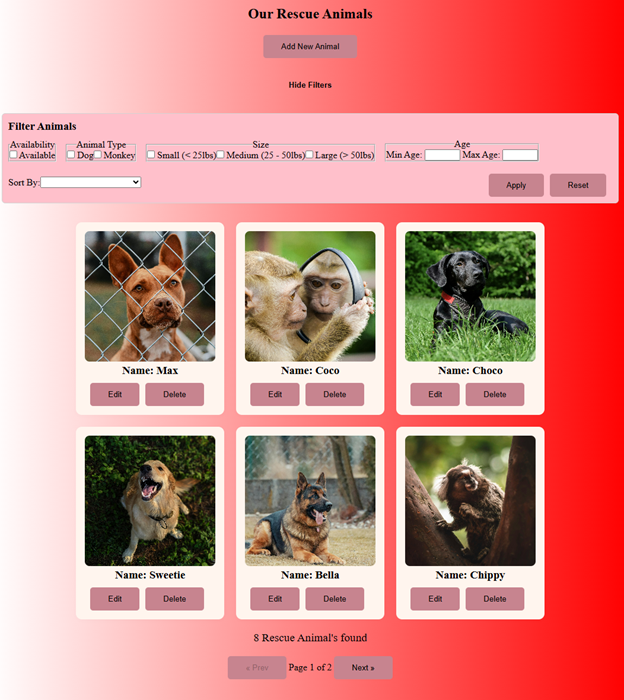 Our Rescue Animals
Add New Animal
Hide Filters
Filter Animals
Availability Animal Type Size Age
Available Dog Monkey Small (< 25lbs) Medium (25 - 50lbs) Large (> 50lbs) Min Age: Max Age:
Sort By: Apply Reset
Name: Max Name: Coco Name: Choco
Edit Delete Edit Delete Edit Delete
Name: Sweetie Name: Bella Name: Chippy
Edit Delete Edit Delete Edit Delete
8 Rescue Animal's found
« Prev Page 1 of 2 Next »